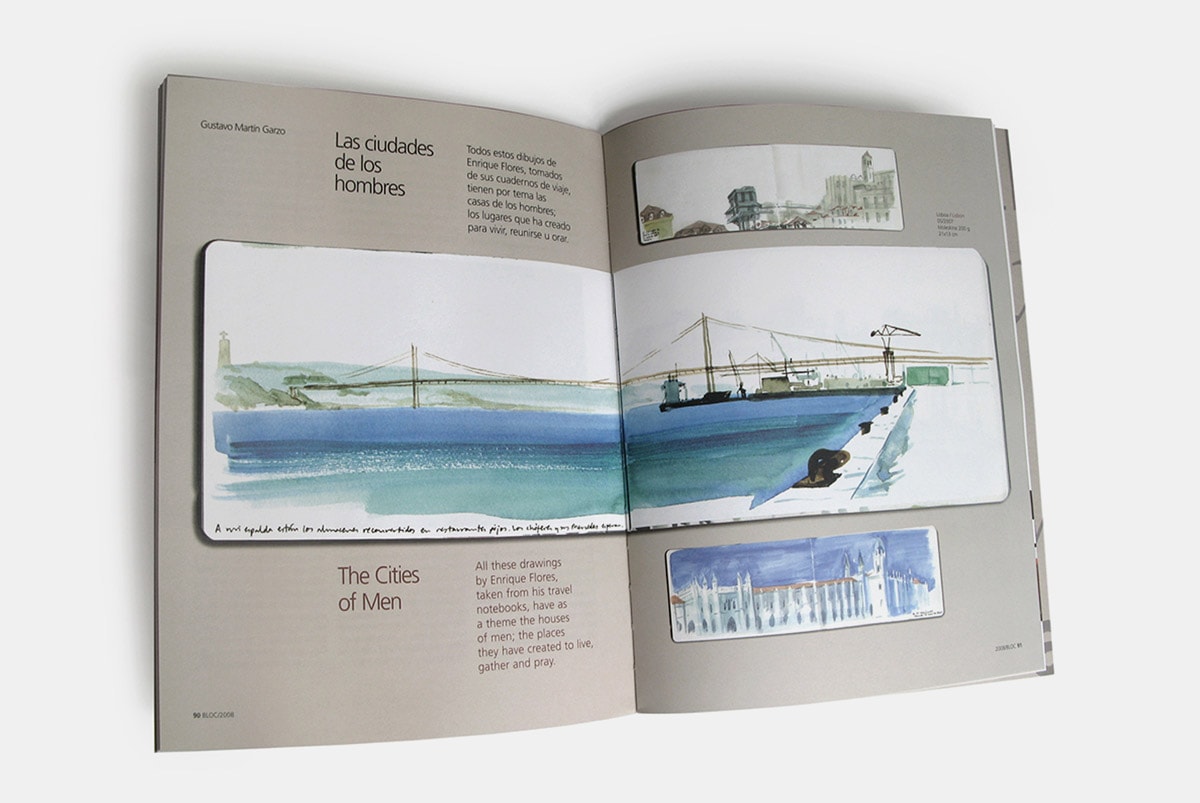 Gustavo Martín Garzo
Las ciudades
de los
hombres
Todos estos dibujos de
Enrique Flores, tomados
de sus cuadernos de viaje,
tienen por tema las
casas de los hombres;
los lugares que ha creado
para vivir, reunirse u orar.
A mi espalda están los almacenes reconvertidos en restaurantes pijos. Los chóferes y sus mercedes esperan.
The Cities
of Men
All these drawings
by Enrique Flores,
taken from his travel
notebooks, have as
a theme the houses
of men; the places
they have created to live,
gather and pray.
90 BLOC/2008
Lisboa / Lisbon
2008/BLOC 91